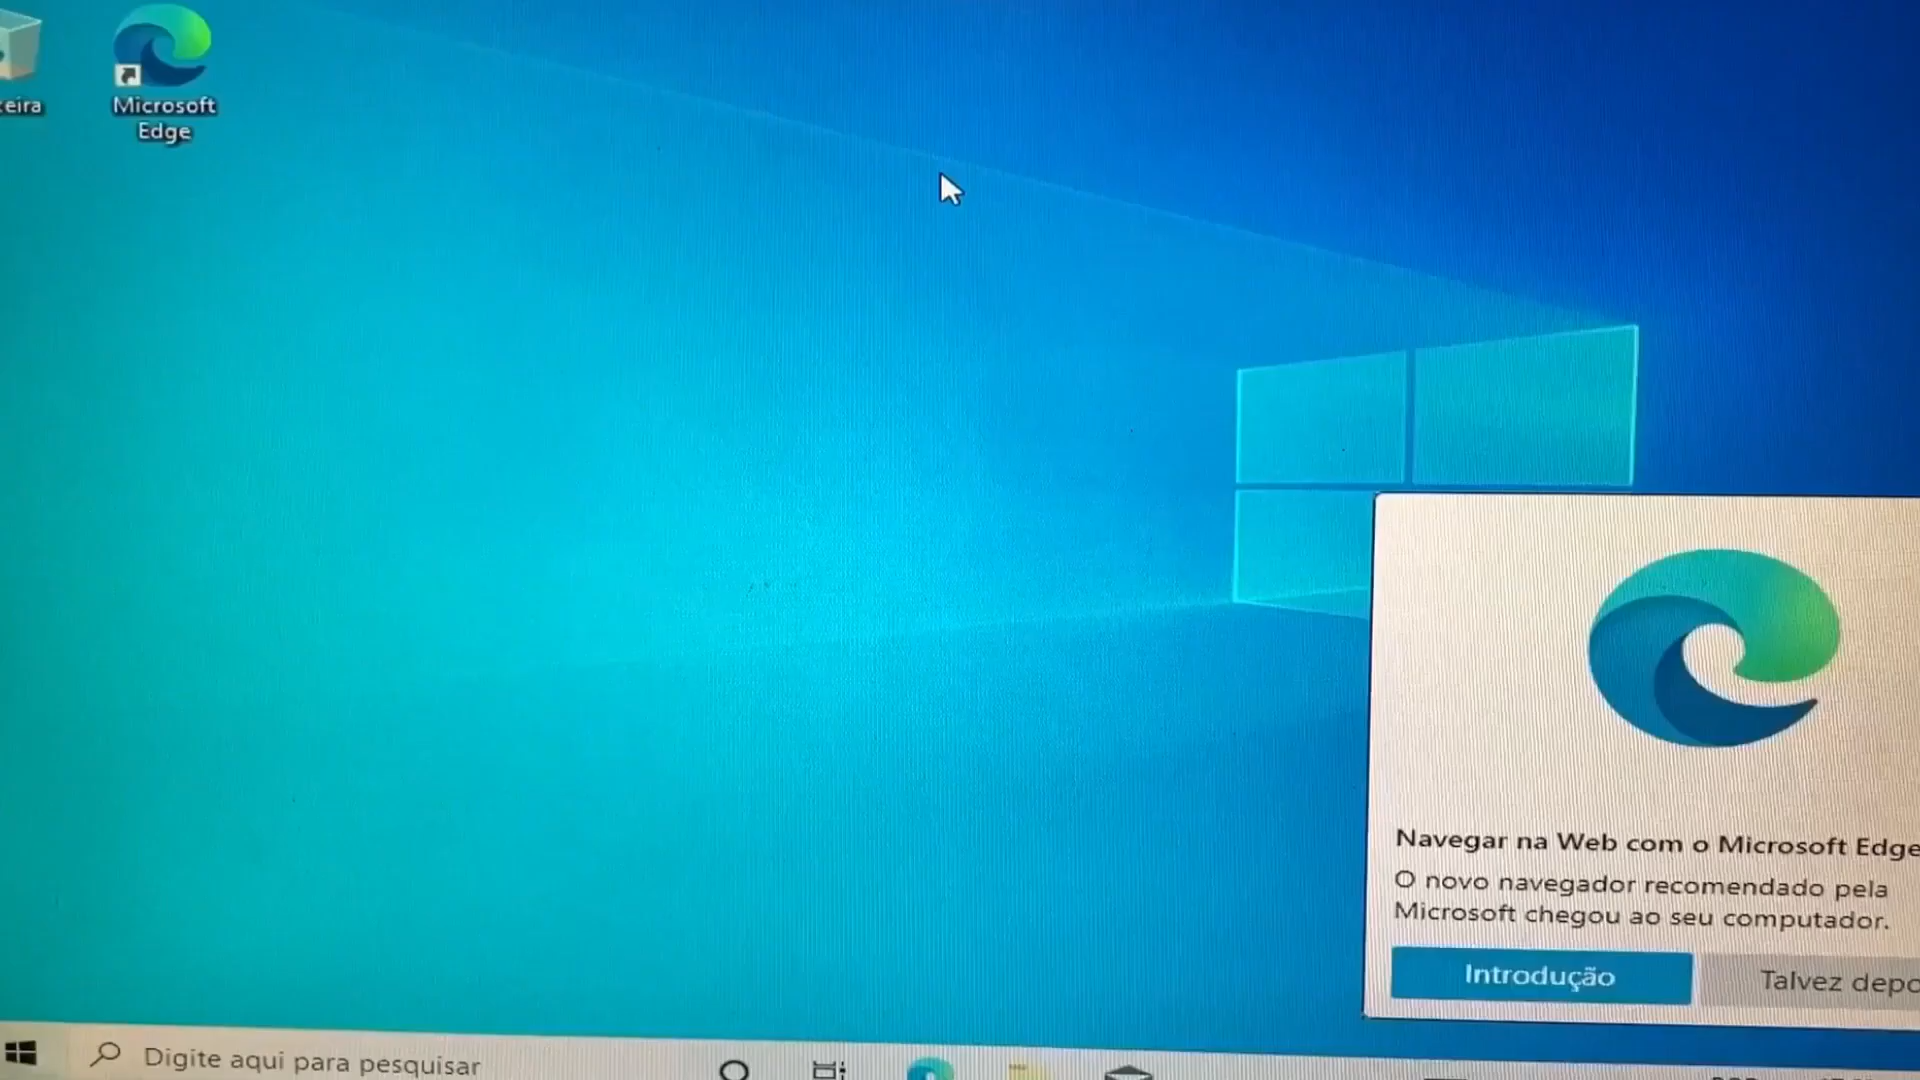 Microsoft
Edge
Navegar na Web com o Microsoft Edge
O novo navegador recomendado pela
Microsoft chegou ao seu computador.
Introdução
Talvez
Digite aqui para pesquisar